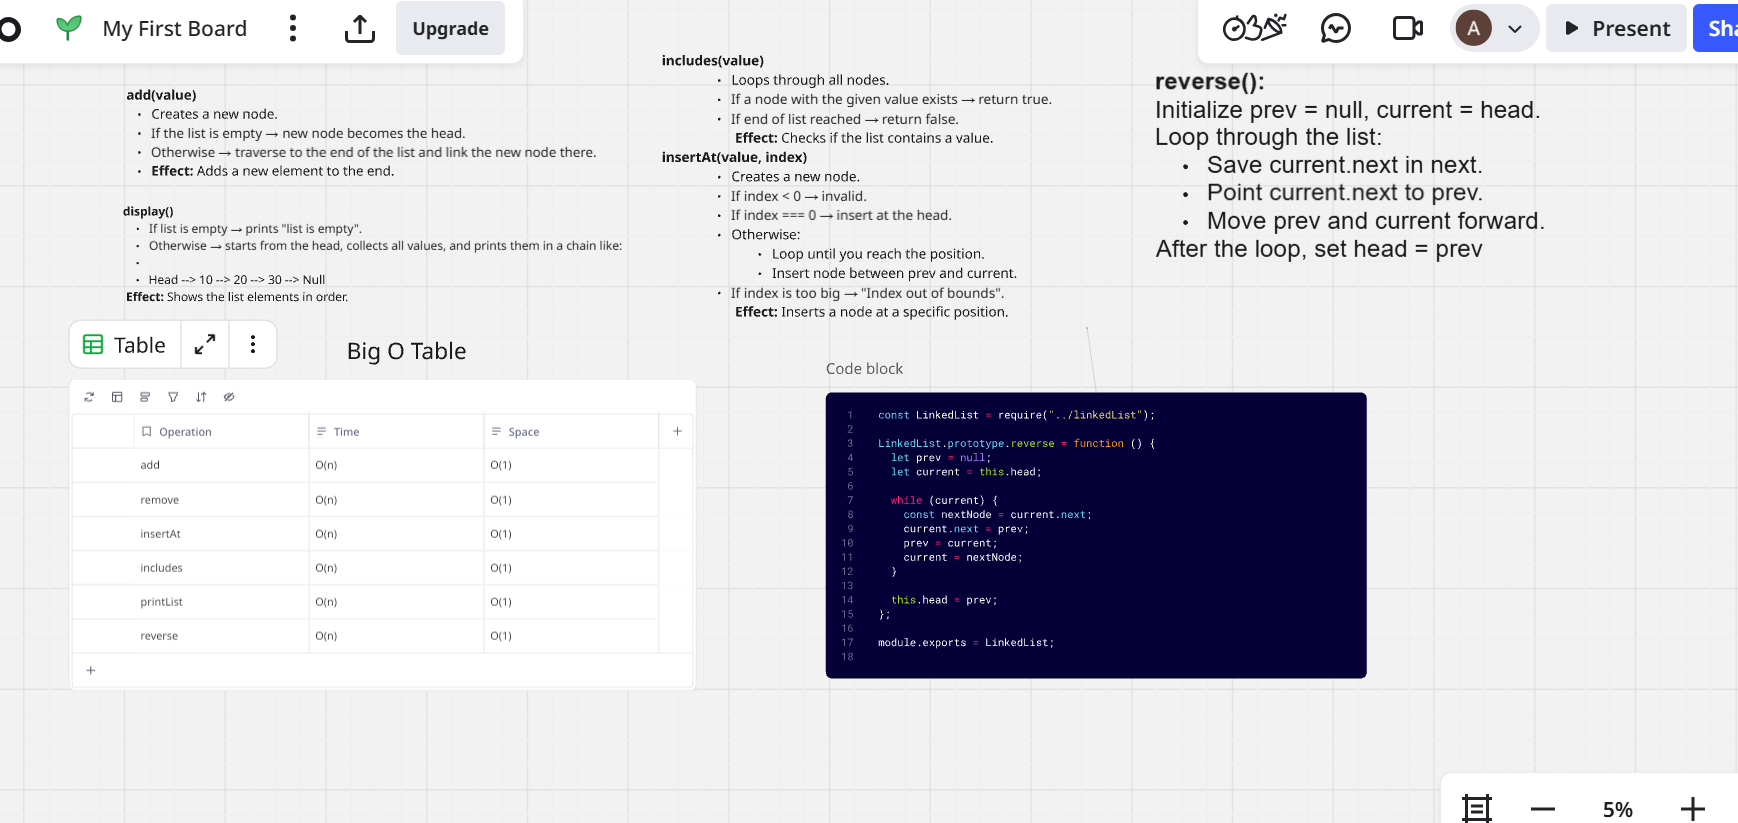 My First Board
Upgrade
A
Present
Sha
add(value)
• Creates a new node.
• If the list is empty → new node becomes the head.
• Otherwise → traverse to the end of the list and link the new node there.
• Effect: Adds a new element to the end.
display()
• If list is empty → prints "list is empty".
• Otherwise → starts from the head, collects all values, and prints them in a chain like:
•
• Head --> 10 --> 20 --> 30 --> Null
Effect: Shows the list elements in order.
includes(value)
• Loops through all nodes.
• If a node with the given value exists → return true.
• If end of list reached → return false.
Effect: Checks if the list contains a value.
insertAt(value, index)
• Creates a new node.
• If index < 0 → invalid.
• If index === 0 → insert at the head.
• Otherwise:
• Loop until you reach the position.
• Insert node between prev and current.
• If index is too big → "Index out of bounds".
Effect: Inserts a node at a specific position.
reverse():
Initialize prev = null, current = head.
Loop through the list:
• Save current.next in next.
• Point current.next to prev.
• Move prev and current forward.
After the loop, set head = prev
Table
Big O Table
Operation Time Space +
add O(n) O(1)
remove O(n) O(1)
insertAt O(n) O(1)
includes O(n) O(1)
printList O(n) O(1)
reverse O(n) O(1)
+
Code block
1 const LinkedList = require("../linkedList");
2
3 LinkedList.prototype.reverse = function () {
4 let prev = null;
5 let current = this.head;
6
7 while (current) {
8 const nextNode = current.next;
9 current.next = prev;
10 prev = current;
11 current = nextNode;
12 }
13
14 this.head = prev;
15 };
16
17 module.exports = LinkedList;
18
5%